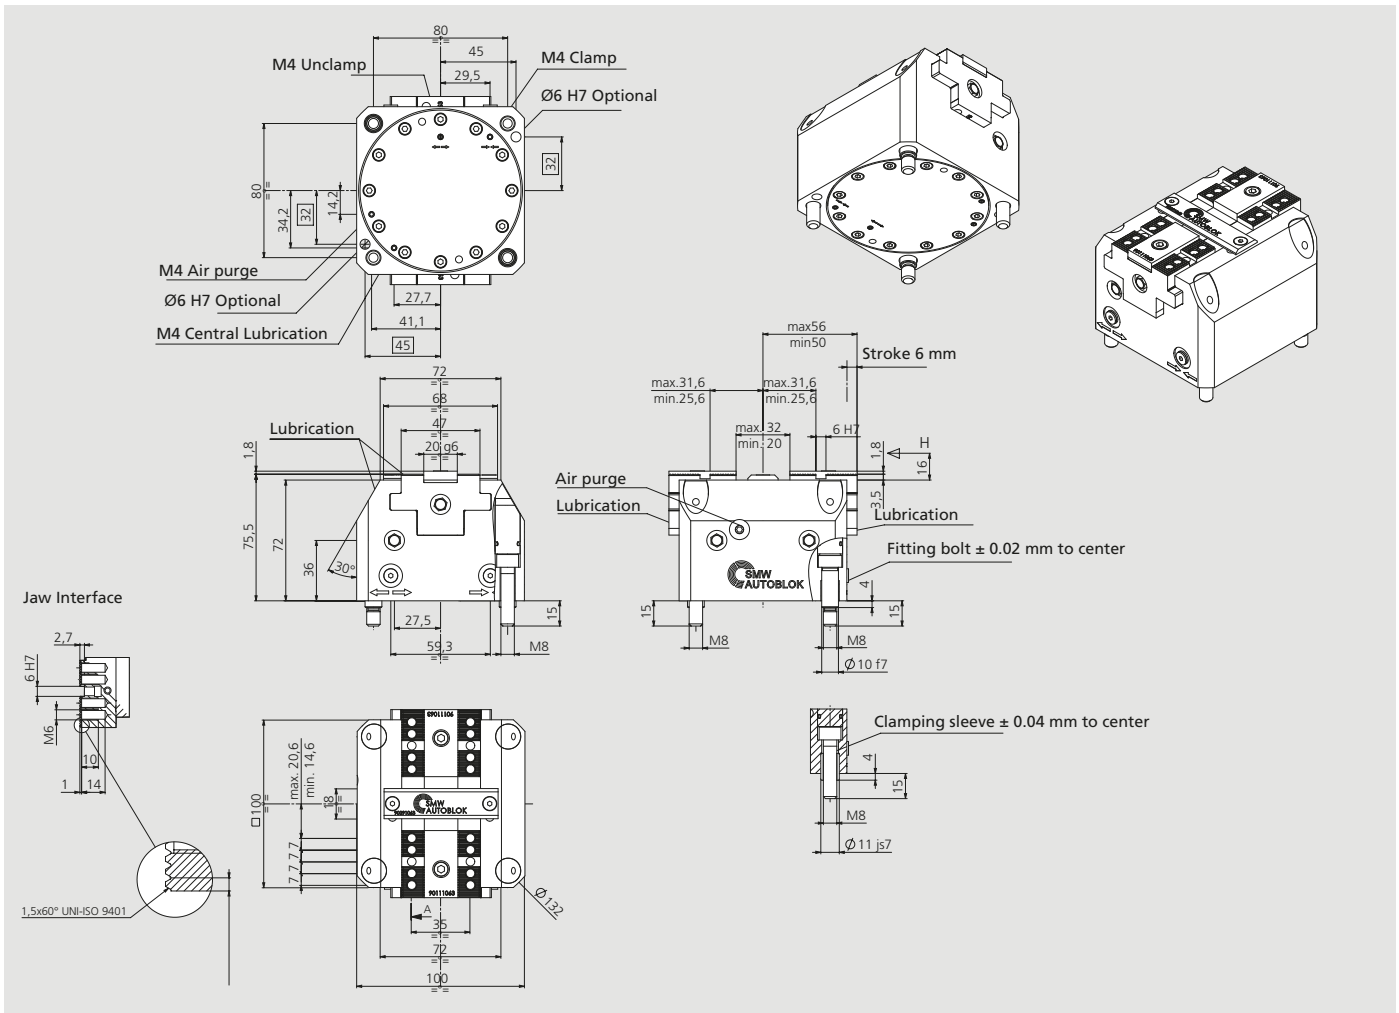 80
=
45
M4 Unclamp
M4 Clamp
29,5
Ø6 H7 Optional
32
80
34,2
32
14,2
M4 Air purge
Ø6 H7 Optional
M4 Central Lubrication
27,7
41,1
45
max56
min50
Stroke 6 mm
72
68
47
20 g6
Lubrication
1,8
75,5
72
36
30°
27,5
59,3
15
M8
max.31,6
min.25,6
max.31,6
min.25,6
max. 32
min. 20
6 H7
1,8
H
16
3,5
Air purge
Lubrication
Lubrication
Fitting bolt ± 0.02 mm to center
SMW
AUTOBLOK
15
M8
4
15
M8
Ø 10 f7
Jaw Interface
2,7
6 H7
M6
10
1
14
1,5x60° UNI-ISO 9401
90111063
□ 100
max. 20,6
min. 14,6
18
SMW
AUTOBLOK
7 7 7 7
90111063
Ø 132
A
35
72
100
Clamping sleeve ± 0.04 mm to center
4
15
M8
Ø 11 js7
SMW
AUTOBLOK